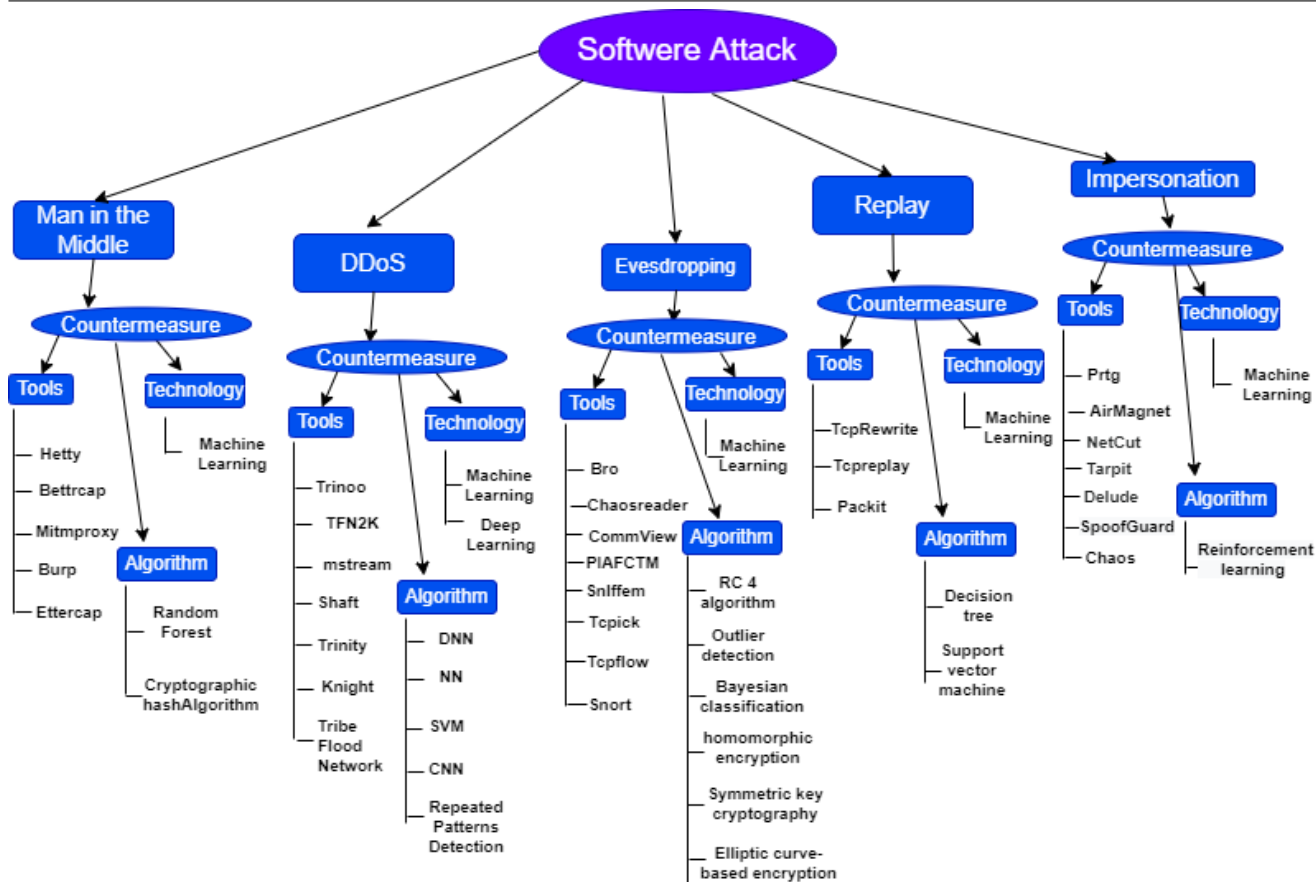 Softwere Attack
Man in the
Middle
Countermeasure
Tools
Technology
Hetty
Bettrcap
Mitmproxy
Burp
Ettercap
Machine
Learning
Algorithm
Random
Forest
Cryptographic
hashAlgorithm
DDoS
Countermeasure
Tools
Technology
Trinoo
TFN2K
mstream
Shaft
Trinity
Knight
Tribe
Flood
Network
Machine
Learning
Deep
Learning
Algorithm
DNN
NN
SVM
CNN
Repeated
Patterns
Detection
Evesdropping
Countermeasure
Tools
Technology
Bro
Chaosreader
CommView
PIAFCTM
SnIffem
Tcpick
Tcpflow
Snort
Machine
Learning
Algorithm
RC 4
algorithm
Outlier
detection
Bayesian
classification
homomorphic
encryption
Symmetric key
cryptography
Elliptic curve-
based encryption
Replay
Countermeasure
Tools
Technology
TcpRewrite
Tcpreplay
Packit
Machine
Learning
Algorithm
Decision
tree
Support
vector
machine
Impersonation
Countermeasure
Tools
Technology
Prtg
AirMagnet
NetCut
Tarpit
Delude
SpoofGuard
Chaos
Machine
Learning
Algorithm
Reinforcement
learning